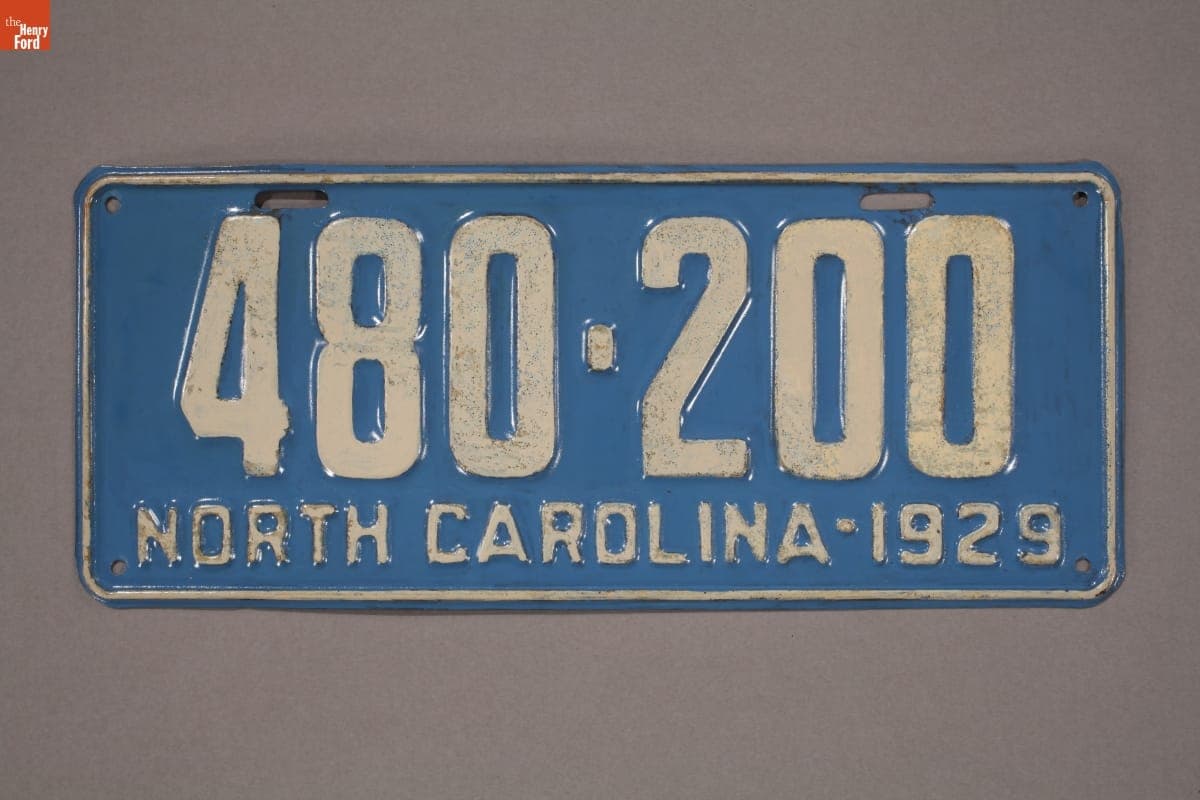 the
Henry
Ford
480·200
NORTH CAROLINA·1929